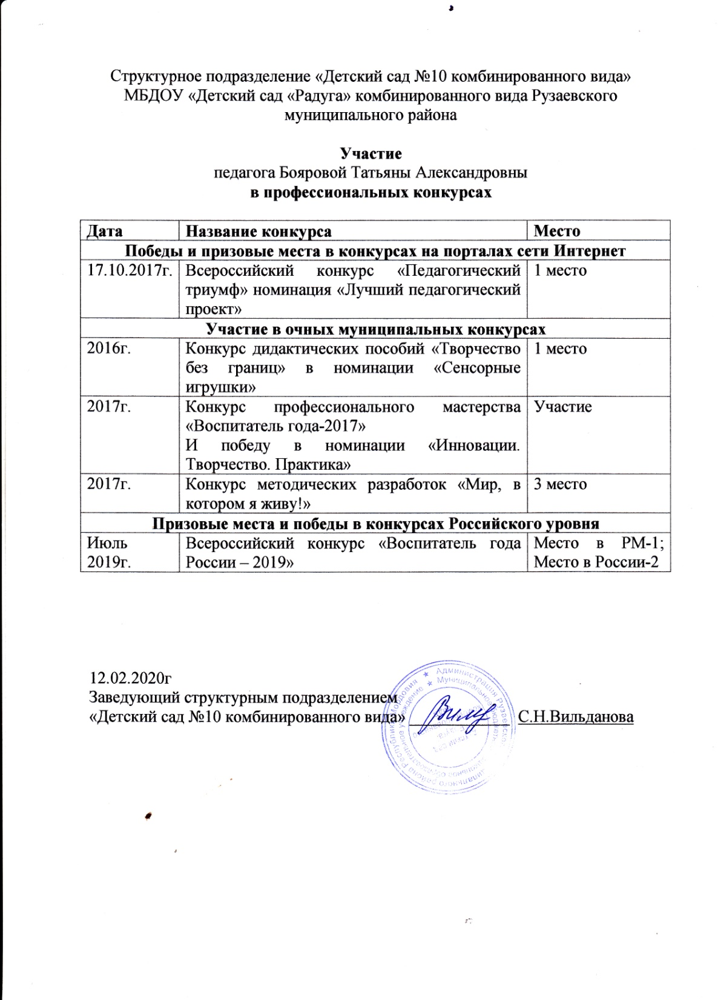 Структурное подразделение «Детский сад №10 комбинированного вида»
МБДОУ «Детский сад «Радуга» комбинированного вида Рузаевского
муниципального района
Участие
педагога Бояровой Татьяны Александровны
в профессиональных конкурсах
Дата Название конкурса Место
Победы и призовые места в конкурсах на порталах сети Интернет
17.10.2017г. Всероссийский конкурс «Педагогический 1 место
триумф» номинация «Лучший педагогический
проект»
Участие в очных муниципальных конкурсах
2016г. Конкурс дидактических пособий «Творчество 1 место
без границ» в номинации «Сенсорные
игрушки»
2017г. Конкурс профессионального мастерства Участие
«Воспитатель года-2017»
И победу в номинации «Инновации.
Творчество. Практика»
2017г. Конкурс методических разработок «Мир, в 3 место
котором я живу!»
Призовые места и победы в конкурсах Российского уровня
Июль Всероссийский конкурс «Воспитатель года Место в РМ-1;
2019г. России – 2019» Место в России-2
12.02.2020г
Заведующий структурным подразделением
«Детский сад №10 комбинированного вида» С.Н.Вильданова
Администрация Рузаевского муниципального района Республики Мордовия